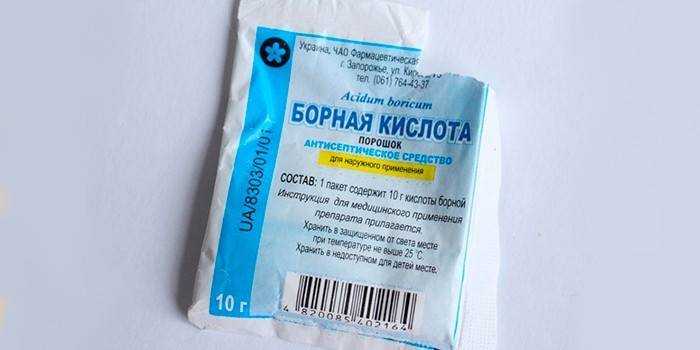 Украина, ЧАО Фармацевтическая
г. Запорожье, ул.
тел. (061) 764-43-37
Acidum boricum
БОРНАЯ КИСЛОТА
ПОРОШОК
АНТИСЕПТИЧЕСКОЕ СРЕДСТВО
для наружного применения
СОСТАВ: 1 пакет содержит 10 г кислоты борной
Инструкция для медицинского применения
препарата прилагается.
Хранить в защищенном от света месте
при температуре не выше 25 °С
Хранить в недоступном для детей месте.
4 820085 402164
UA/8303/01/01
10 г